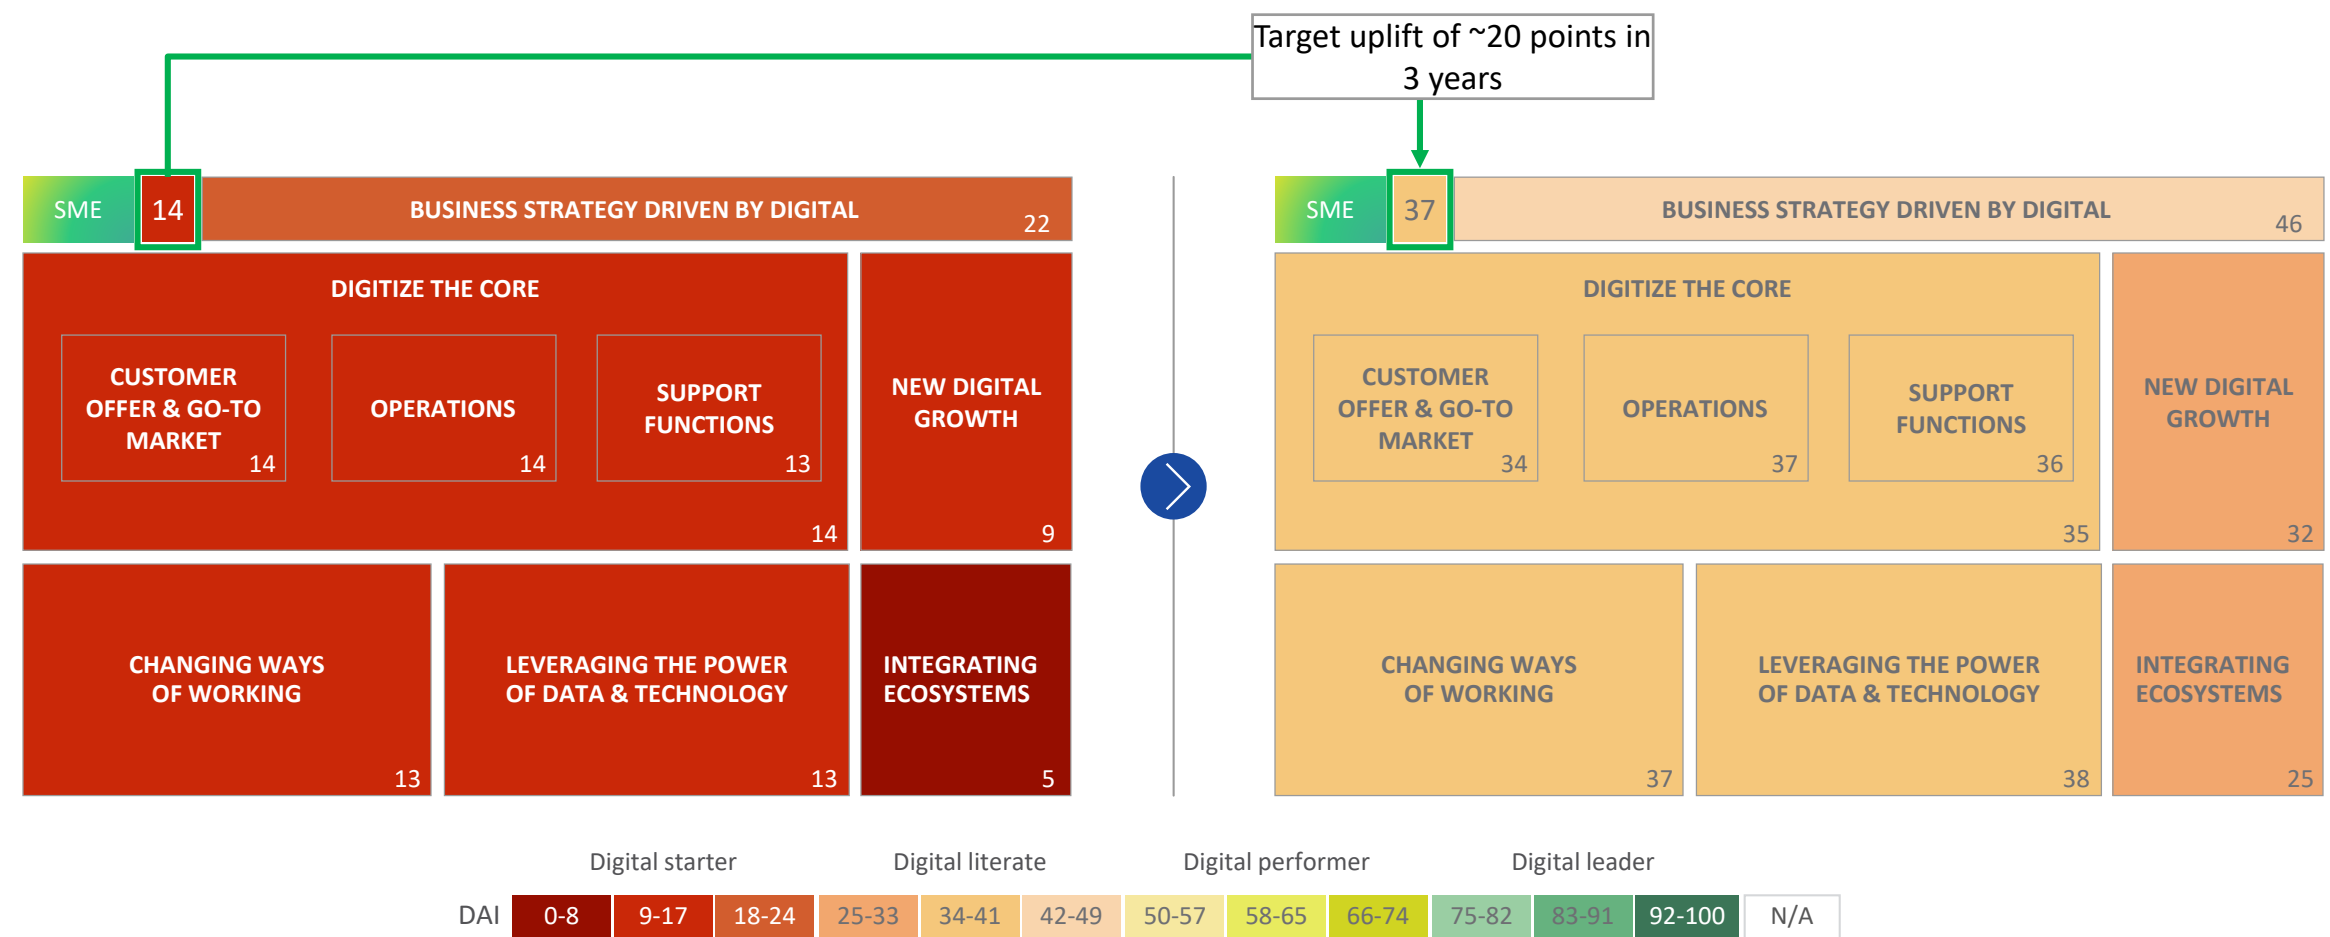 Target uplift of ~20 points in
3 years
SME
14
BUSINESS STRATEGY DRIVEN BY DIGITAL
22
DIGITIZE THE CORE
CUSTOMER
OFFER & GO-TO
MARKET
14
OPERATIONS
14
SUPPORT
FUNCTIONS
13
14
NEW DIGITAL
GROWTH
9
CHANGING WAYS
OF WORKING
13
LEVERAGING THE POWER
OF DATA & TECHNOLOGY
13
INTEGRATING
ECOSYSTEMS
5
SME
37
BUSINESS STRATEGY DRIVEN BY DIGITAL
46
DIGITIZE THE CORE
CUSTOMER
OFFER & GO-TO
MARKET
34
OPERATIONS
37
SUPPORT
FUNCTIONS
36
35
NEW DIGITAL
GROWTH
32
CHANGING WAYS
OF WORKING
37
LEVERAGING THE POWER
OF DATA & TECHNOLOGY
38
INTEGRATING
ECOSYSTEMS
25
Digital starter
Digital literate
Digital performer
Digital leader
DAI
0-8
9-17
18-24
25-33
34-41
42-49
50-57
58-65
66-74
75-82
83-91
92-100
N/A